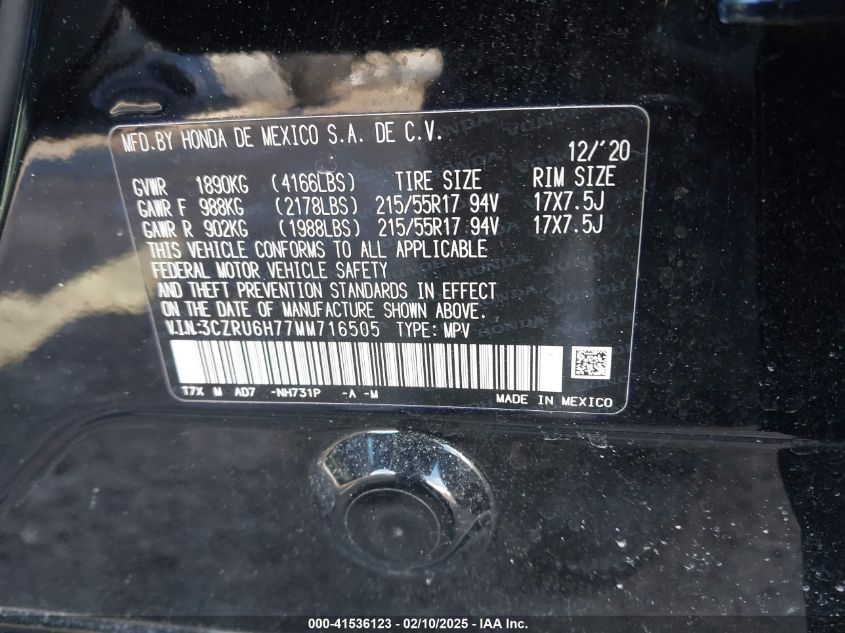 MFD.BY HONDA DE MEXICO S.A. DE C.V.
12/'20
GVWR 1890KG (4166LBS) TIRE SIZE RIM SIZE
GAWR F 988KG (2178LBS) 215/55R17 94V 17X7.5J
GAWR R 902KG (1988LBS) 215/55R17 94V 17X7.5J
THIS VEHICLE CONFORMS TO ALL APPLICABLE
FEDERAL MOTOR VEHICLE SAFETY
AND THEFT PREVENTION STANDARDS IN EFFECT
ON THE DATE OF MANUFACTURE SHOWN ABOVE.
V.I.N.:3CZRU6H77MM716505 TYPE: MPV
T7X M AD7 -NH731P -A -M
MADE IN MEXICO
000-41536123 — 02/10/2025 — IAA Inc.